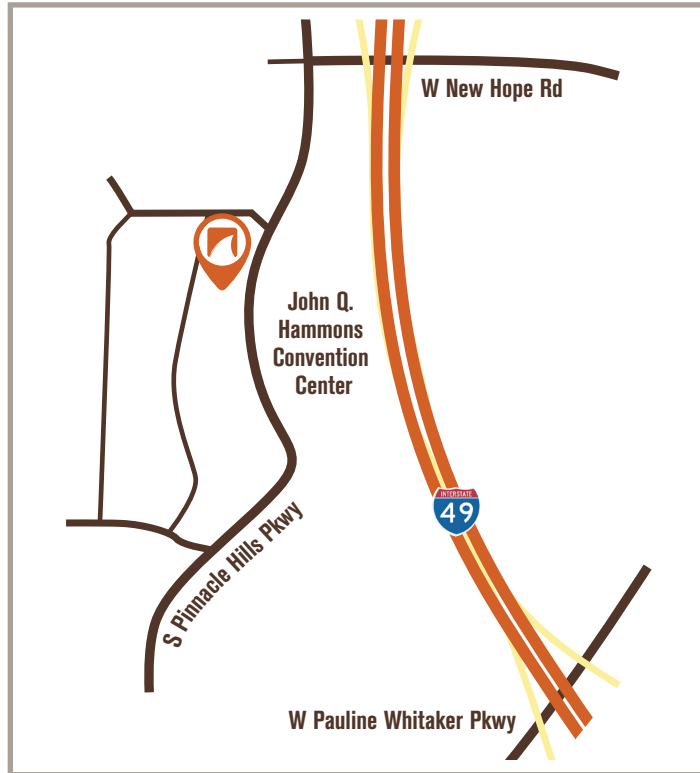 W New Hope Rd
John Q.
Hammons
Convention
Center
INTERSTATE
49
S Pinnacle Hills Pkwy
W Pauline Whitaker Pkwy